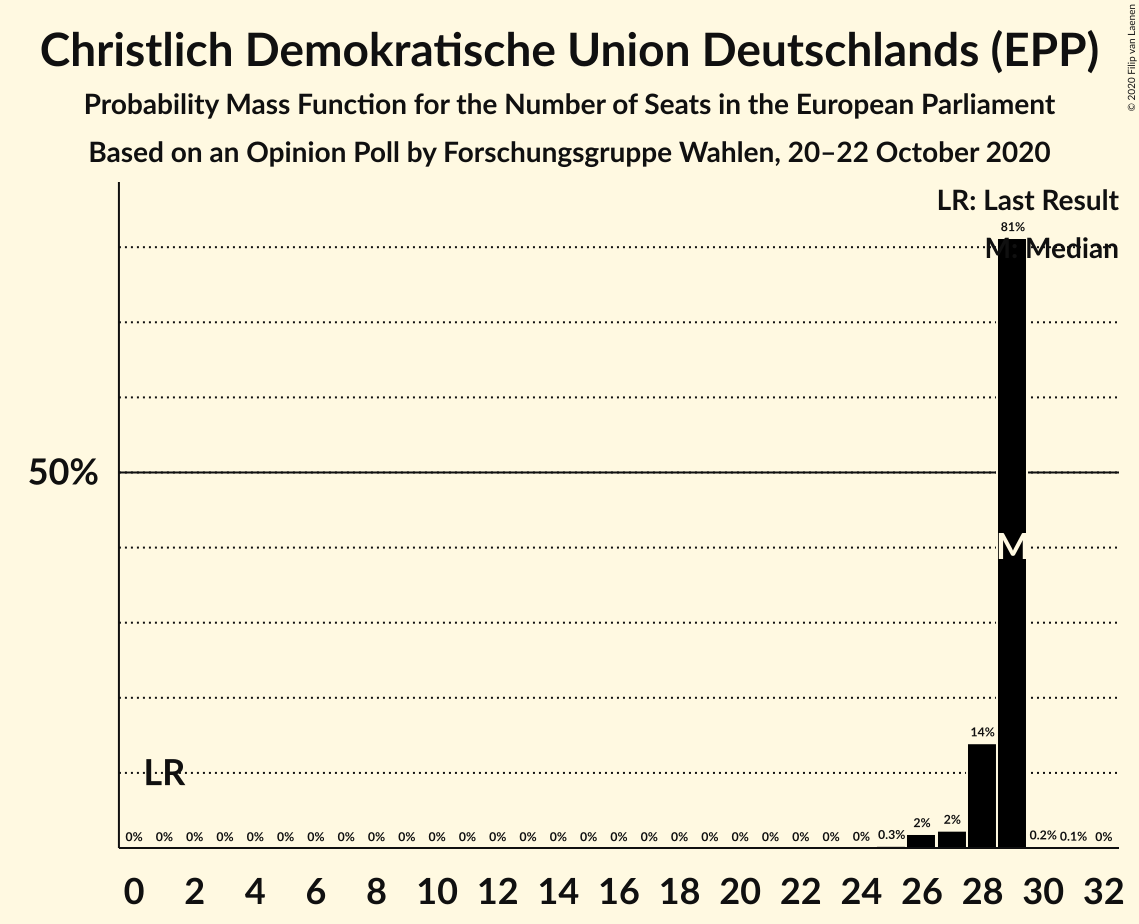 Christlich Demokratische Union Deutschlands (EPP)
Probability Mass Function for the Number of Seats in the European Parliament
Based on an Opinion Poll by Forschungsgruppe Wahlen, 20–22 October 2020
© 2020 Filip van Laenen
LR: Last Result
M: Median
81%
50%
M
14%
LR
0% 0% 0% 0% 0% 0% 0% 0% 0% 0% 0% 0% 0% 0% 0% 0% 0% 0% 0% 0% 0% 0% 0% 0% 0% 0.3% 2% 2% 0.2% 0.1% 0%
0 2 4 6 8 10 12 14 16 18 20 22 24 26 28 30 32